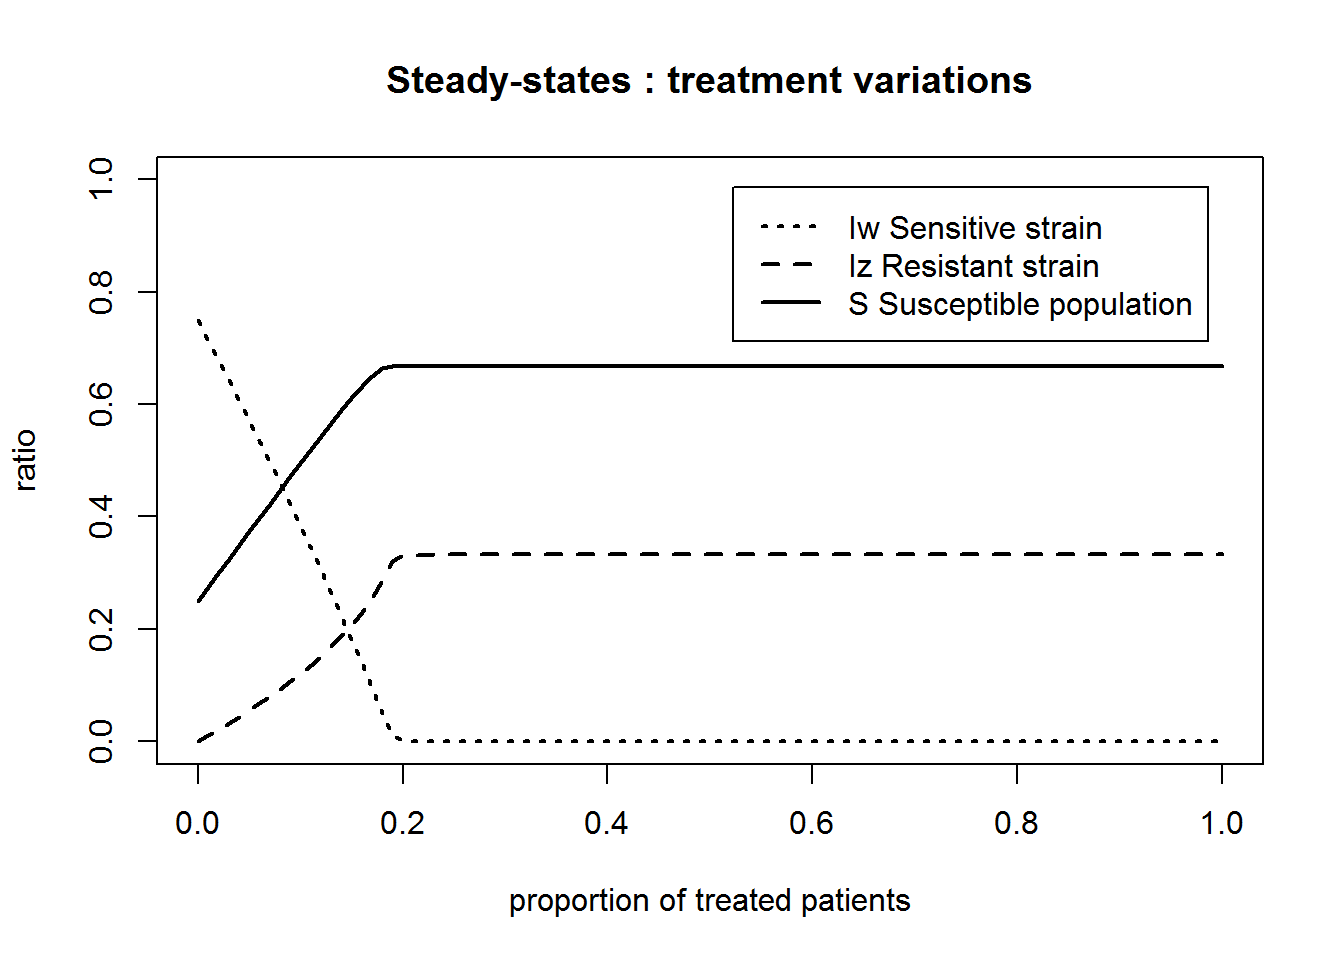 Steady-states : treatment variations
1.0
0.8
0.6
0.4
0.2
0.0
ratio
Iw Sensitive strain
Iz Resistant strain
S Susceptible population
0.0 0.2 0.4 0.6 0.8 1.0
proportion of treated patients